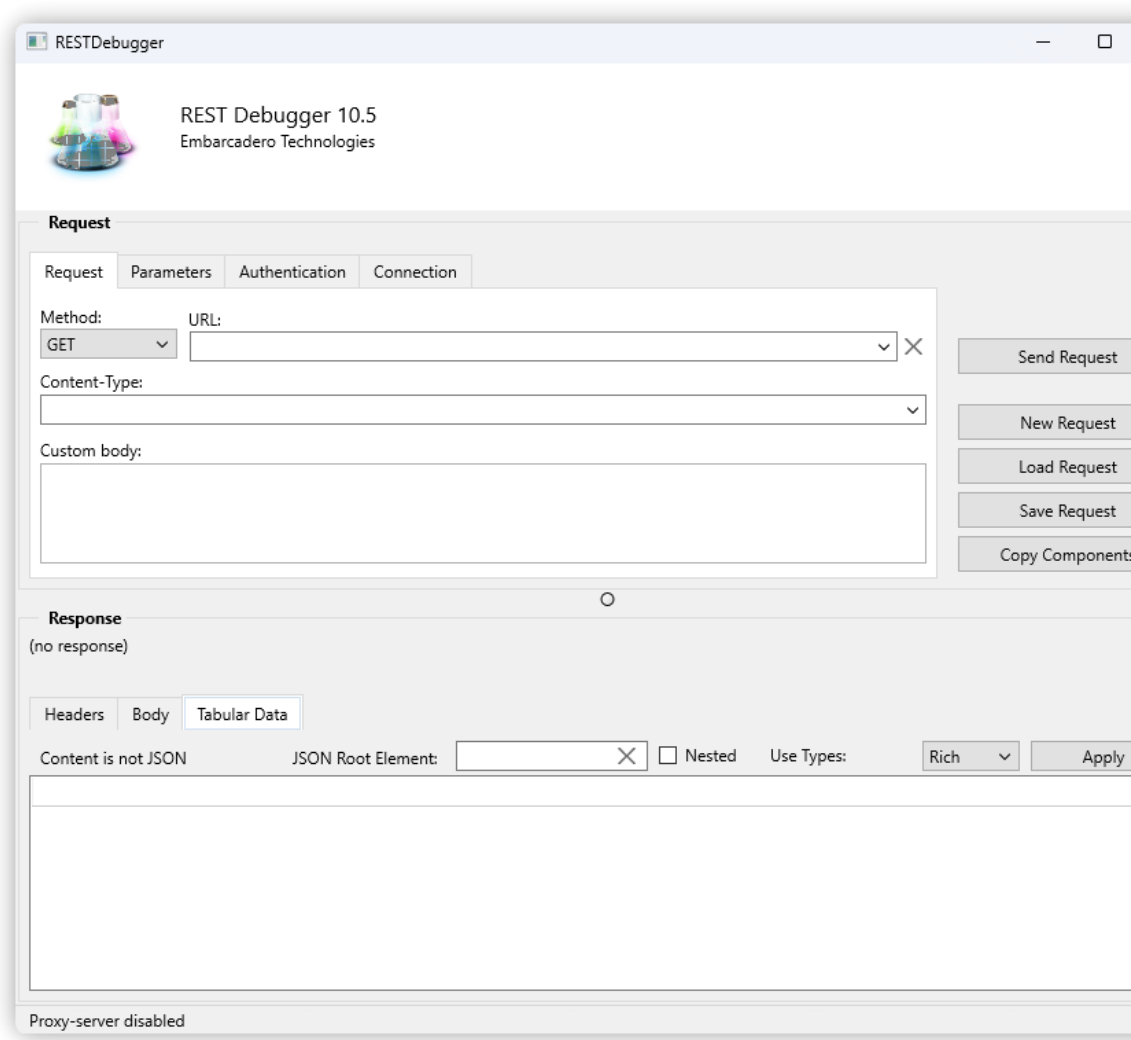 RESTDebugger
REST Debugger 10.5
Embarcadero Technologies
Request
Request Parameters Authentication Connection
Method: URL:
GET
Send Request
Content-Type:
New Request
Custom body:
Load Request
Save Request
Copy Components
Response
(no response)
Headers Body Tabular Data
Content is not JSON JSON Root Element: Nested Use Types: Rich Apply
Proxy-server disabled